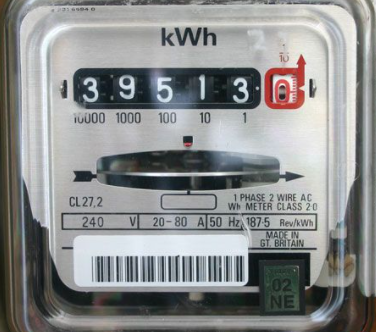 kWh
10
3 9 5 1 3 0
10000 1000 100 10 1
CL27,2
1 PHASE 2 WIRE A C
Wh METER CLASS 2·0
240 V 20-80 A 50 Hz 187·5 Rev/kWh
MADE IN
GT. BRITAIN
02
NE